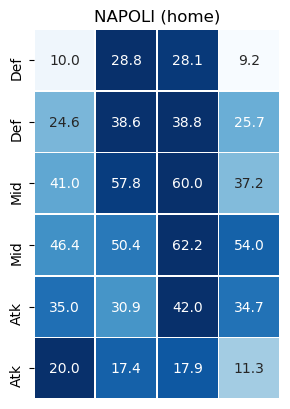 NAPOLI (home)
Def 10.0 28.8 28.1 9.2
Def 24.6 38.6 38.8 25.7
Mid 41.0 57.8 60.0 37.2
Mid 46.4 50.4 62.2 54.0
Atk 35.0 30.9 42.0 34.7
Atk 20.0 17.4 17.9 11.3